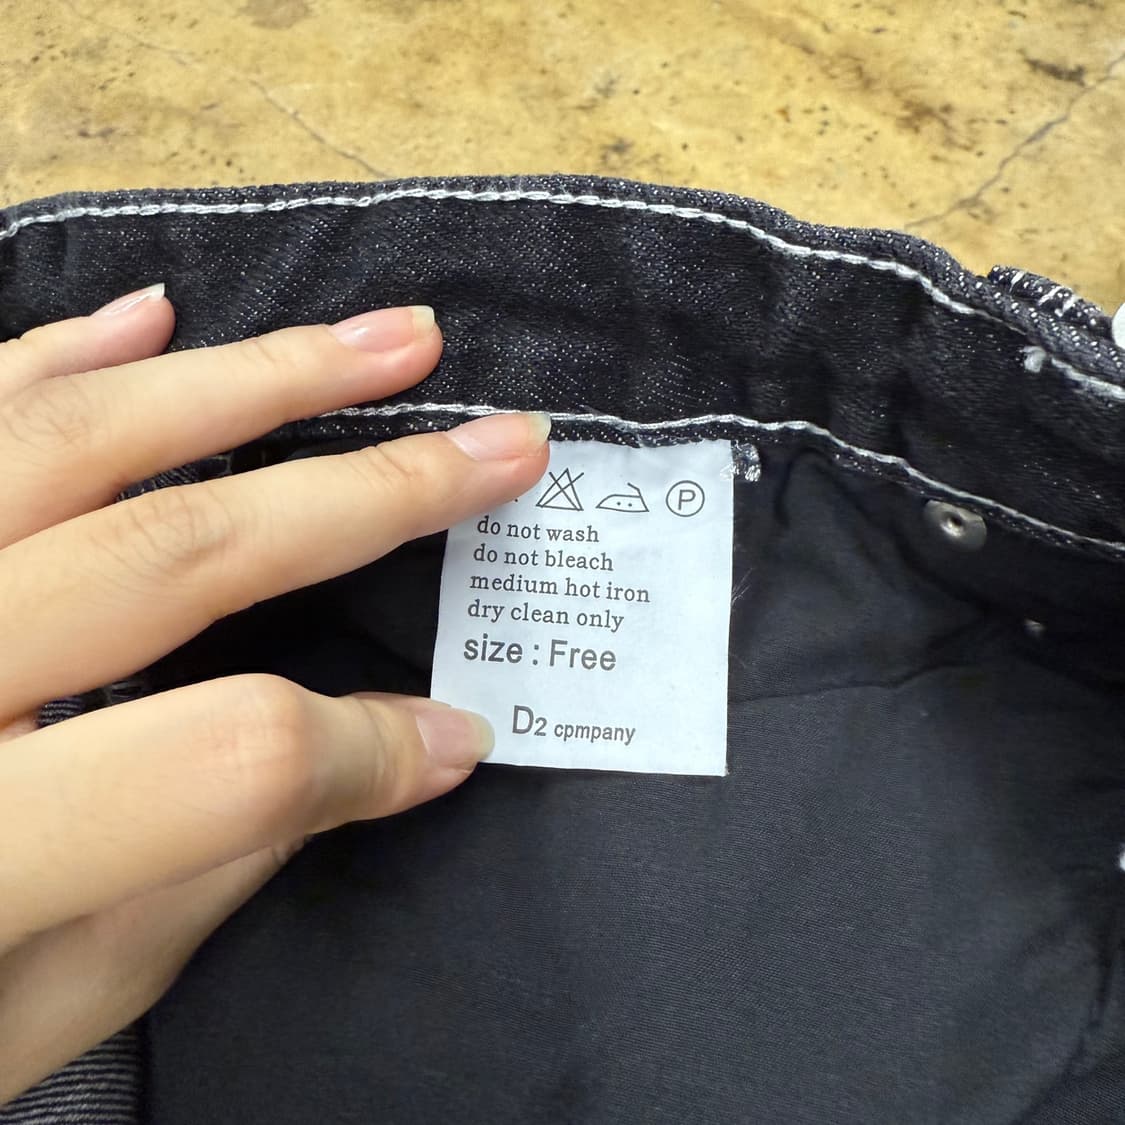 P
do not wash
do not bleach
medium hot iron
dry clean only
size : Free
D2 cpmpany